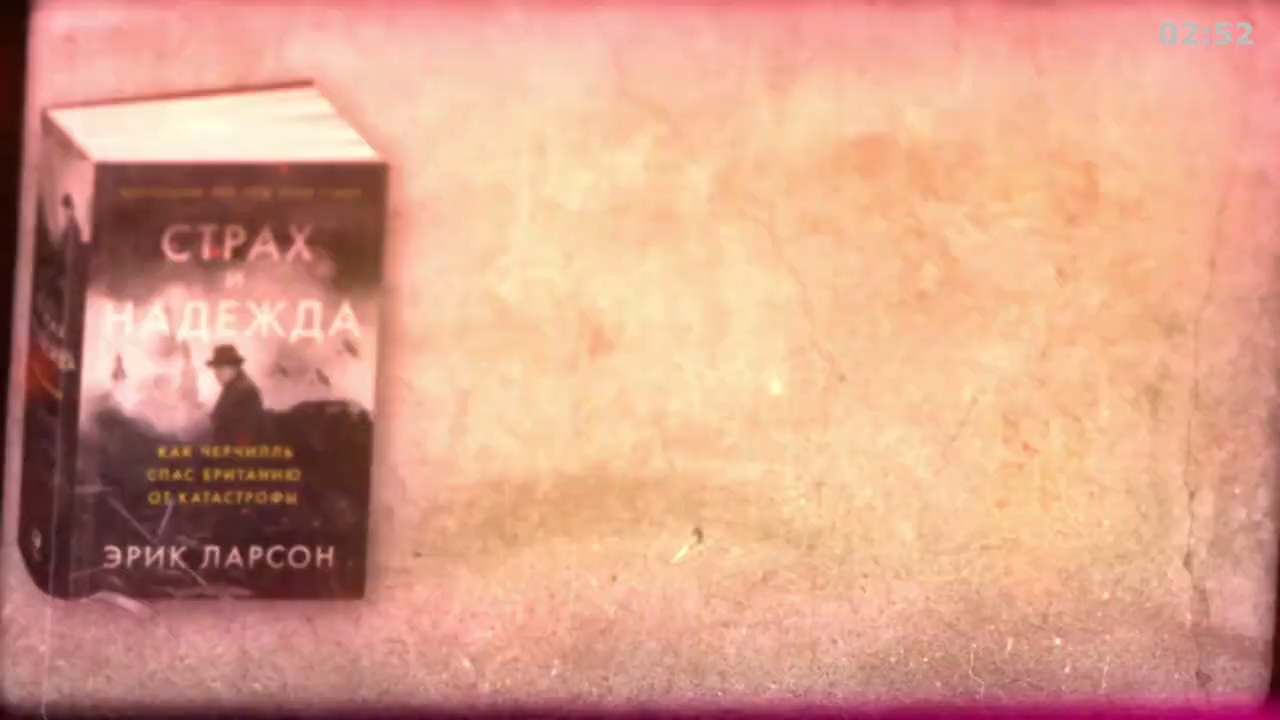 02:52
СТРАХ
И
НАДЕЖДА
КАК ЧЕРЧИЛЛЬ
СПАС БРИТАНИЮ
ОТ КАТАСТРОФЫ
ЭРИК ЛАРСОН